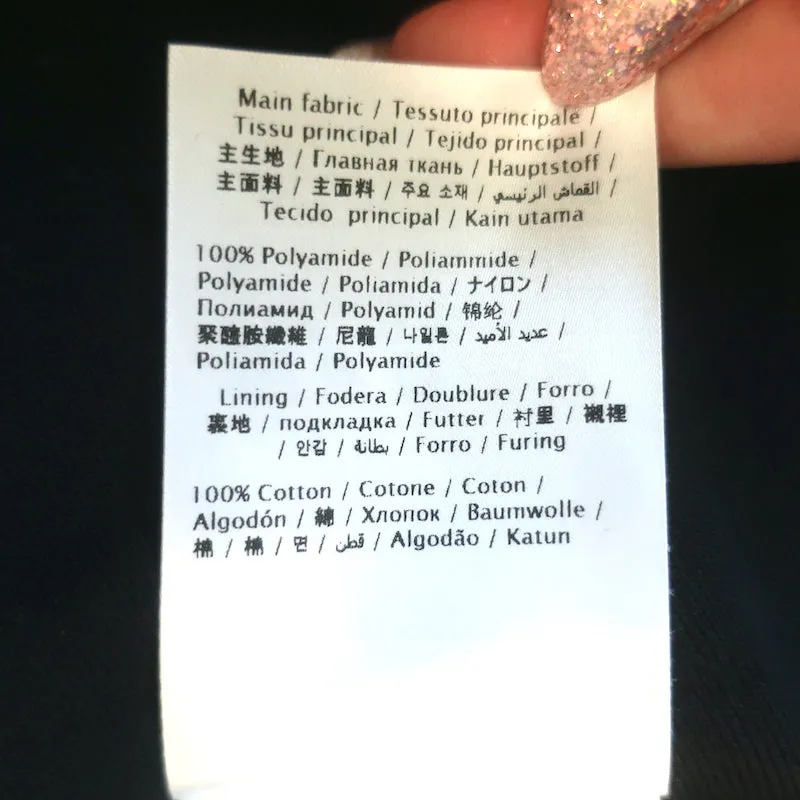 Main fabric / Tessuto principale /
Tissu principal / Tejido principal /
主生地 / Главная ткань / Hauptstoff /
主面料 / 主面料 / 주요 소재 / القماش الرئيسي /
Tecido principal / Kain utama
100% Polyamide / Poliammide /
Polyamide / Poliamida / ナイロン /
Полиамид / Polyamid / 锦纶 /
聚醯胺纖維 / 尼龍 / 나일론 / عديد الأميد /
Poliamida / Polyamide
Lining / Fodera / Doublure / Forro /
裏地 / подкладка / Futter / 衬里 / 襯裡
/ 안감 / بطانة / Forro / Furing
100% Cotton / Cotone / Coton /
Algodón / 綿 / Хлопок / Baumwolle /
棉 / 棉 / 면 / قطن / Algodão / Katun